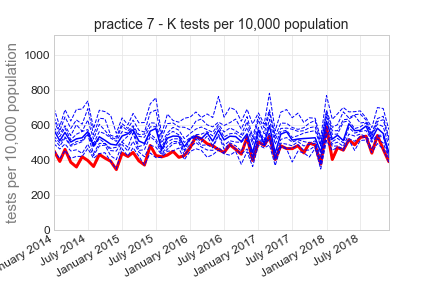 practice 7 - K tests per 10,000 population
tests per 10,000 population
1000
800
600
400
200
0
nuary 2014
July 2014
January 2015
July 2015
January 2016
July 2016
January 2017
July 2017
January 2018
July 2018